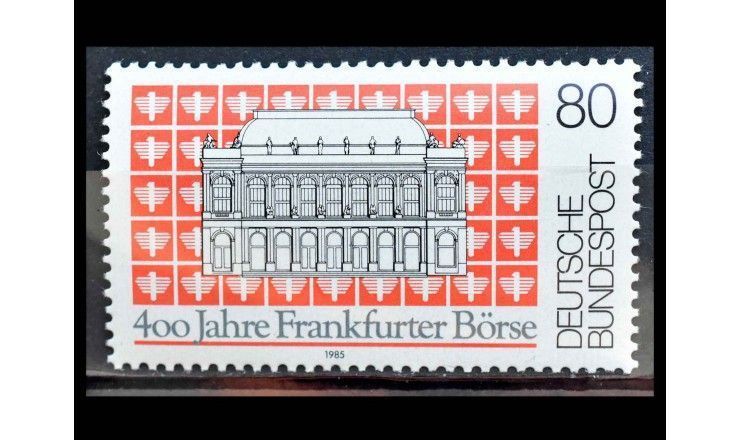 80
DEUTSCHE
BUNDESPOST
400 Jahre Frankfurter Börse
1985